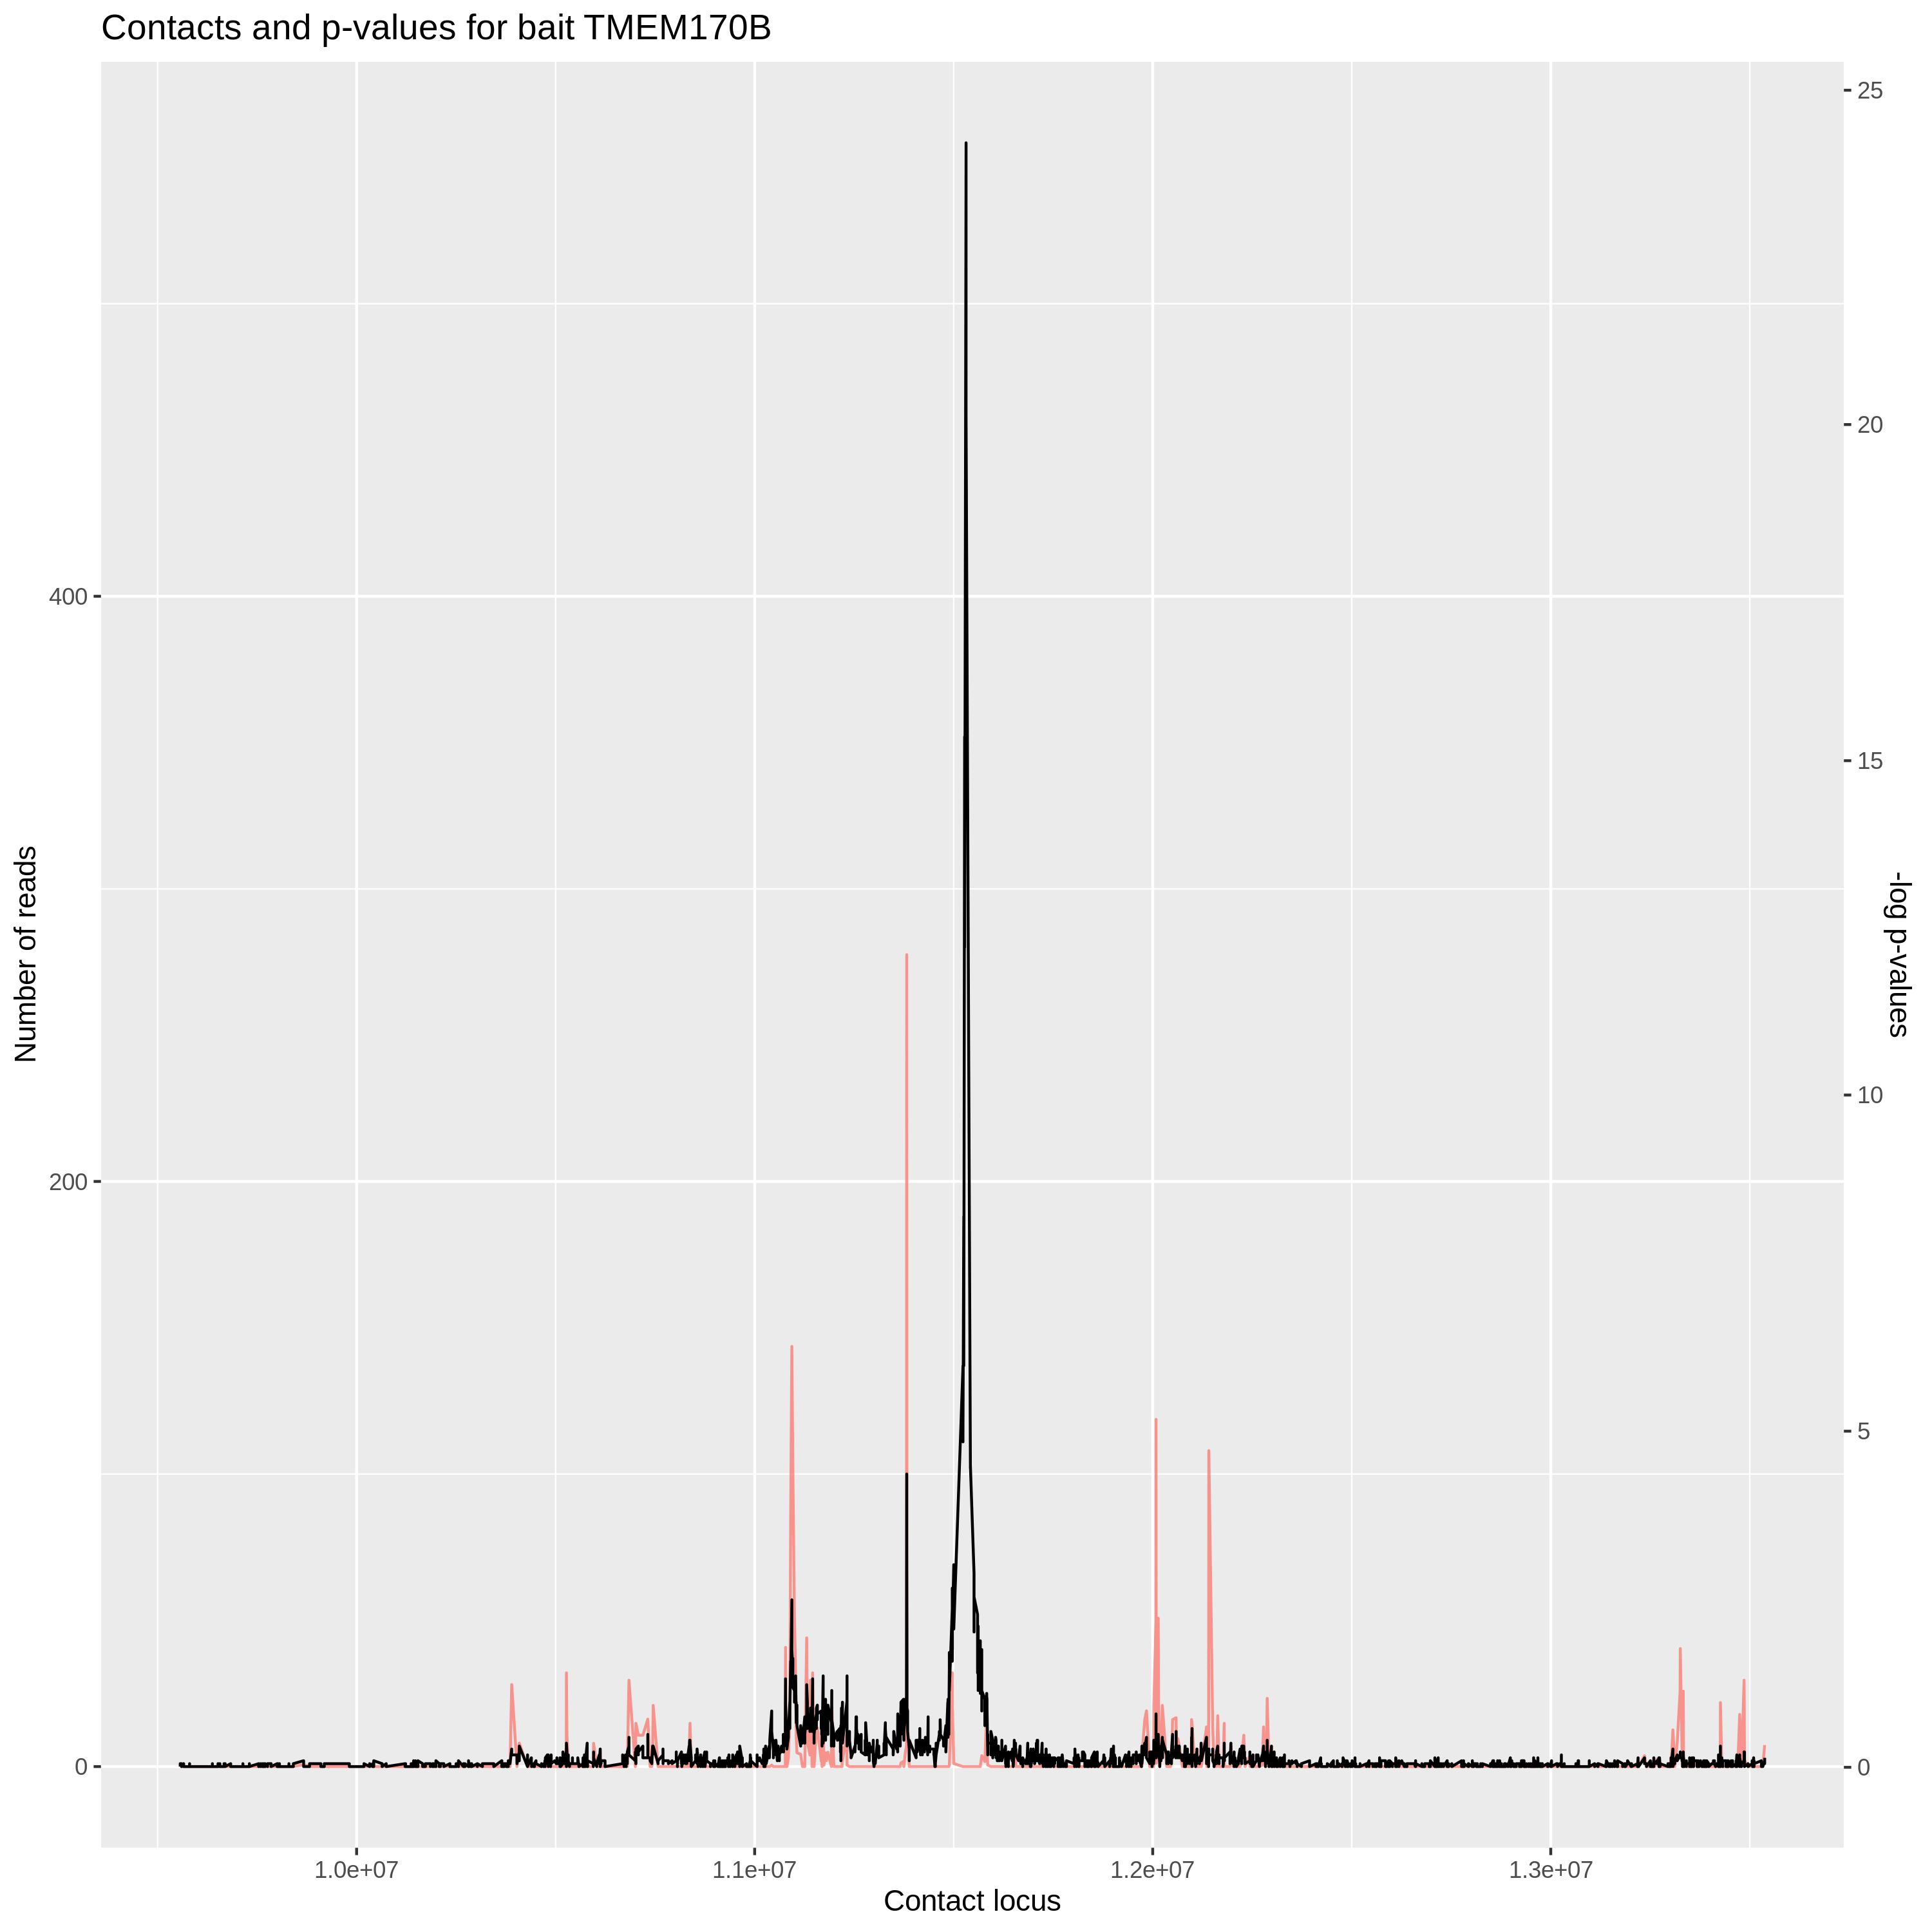 Contacts and p-values for bait TMEM170B
Number of reads
400
200
0
25
20
15
10
5
0
-log p-values
1.0e+07
1.1e+07
1.2e+07
1.3e+07
Contact locus